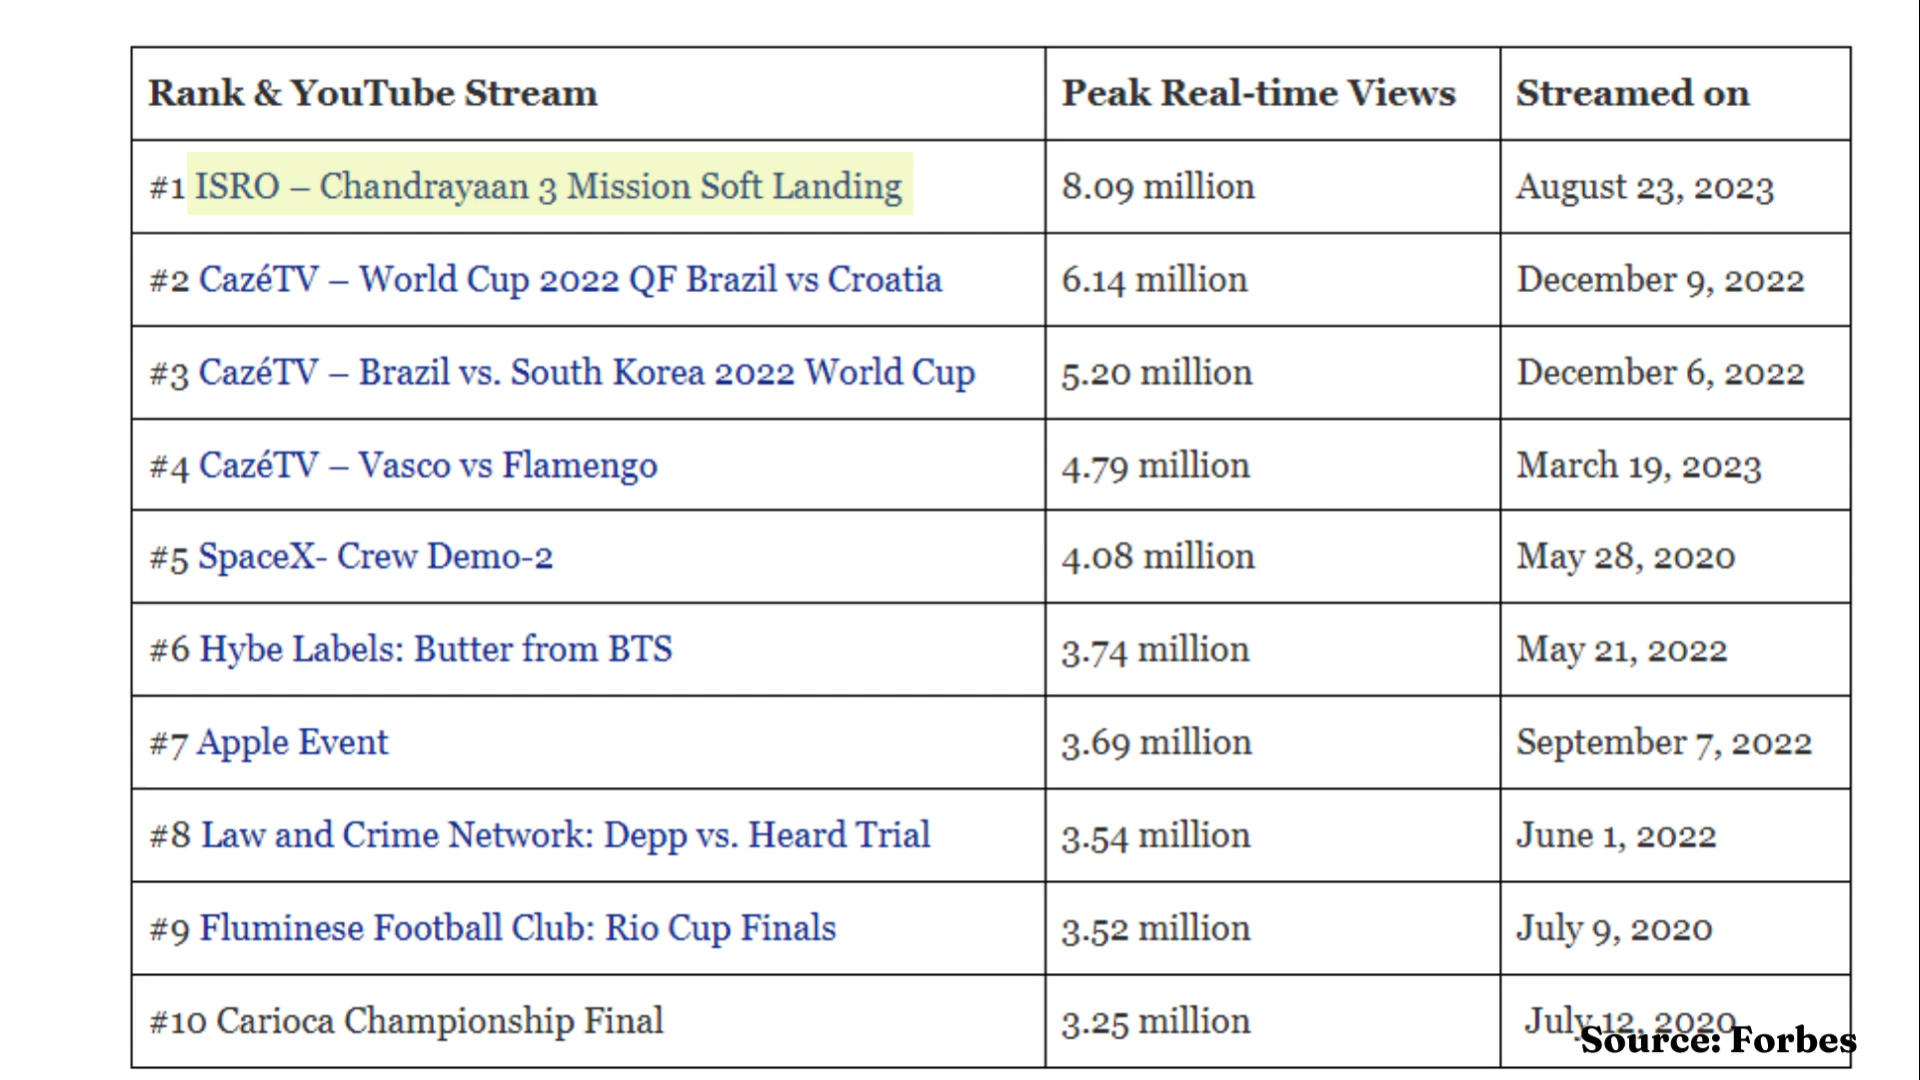 Rank & YouTube Stream Peak Real-time Views Streamed on
#1 ISRO – Chandrayaan 3 Mission Soft Landing 8.09 million August 23, 2023
#2 CazéTV – World Cup 2022 QF Brazil vs Croatia 6.14 million December 9, 2022
#3 CazéTV – Brazil vs. South Korea 2022 World Cup 5.20 million December 6, 2022
#4 CazéTV – Vasco vs Flamengo 4.79 million March 19, 2023
#5 SpaceX- Crew Demo-2 4.08 million May 28, 2020
#6 Hybe Labels: Butter from BTS 3.74 million May 21, 2022
#7 Apple Event 3.69 million September 7, 2022
#8 Law and Crime Network: Depp vs. Heard Trial 3.54 million June 1, 2022
#9 Fluminese Football Club: Rio Cup Finals 3.52 million July 9, 2020
#10 Carioca Championship Final 3.25 million July 12, 2020
Source: Forbes